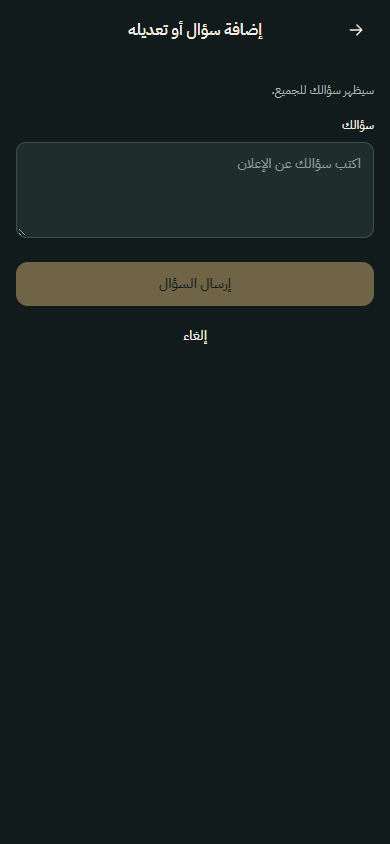 إضافة سؤال أو تعديله
سيظهر سؤالك للجميع.
سؤالك
اكتب سؤالك عن الإعلان
إرسال السؤال
إلغاء